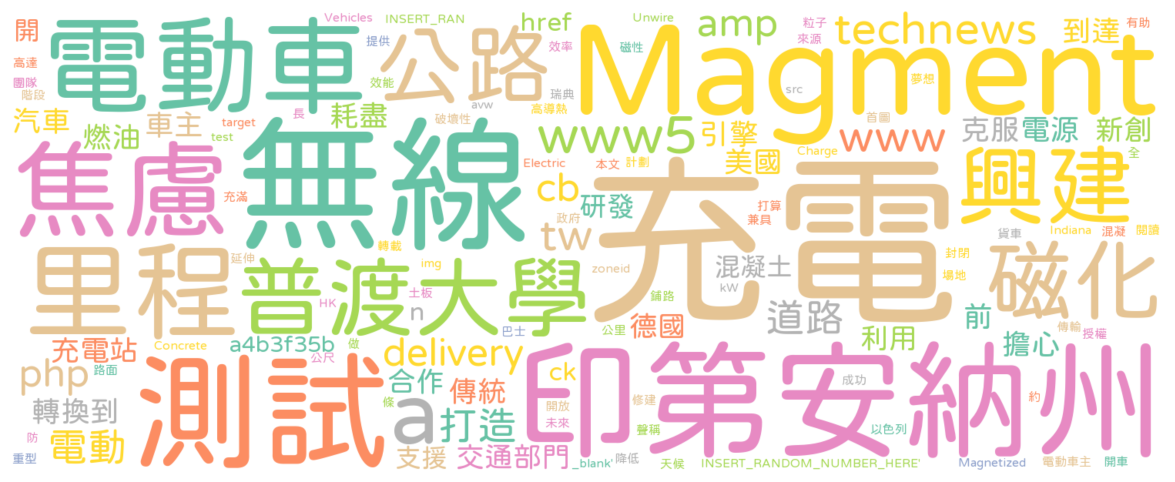 Vehicles INSERT_RAN href Unwire 粒子 有助
開 電動車 提供 公路 效率 磁性 amp 來源 technews 到達
高達 團隊 階段 效能 瑞典 Magment src 夢想
汽車 燃油 車主 長 target test 耗盡 破壞性 avw 高導熱 www5 引擎 首圖 www 克服 電源 新創 全
焦慮 無線 Electric 本文 計劃 美國 Charge 興建
充滿 cb 研發 充電 打算 兼具
里程 延伸 轉載 tw 政府 混凝土 貨車 Indiana 混凝 閱讀
普渡大學 img zoneid kW 封閉 場地 磁化
HK 土板 n 巴士 公里 鋪路 德國 道路 利用 前 傳輸 授權
充電站 Concrete a4b3f35b 公尺 做 delivery 擔心
php 路面 測試 合作 傳統 ck 印第安納州 成功
轉換到 條 a 打造 開放 未來 修建 聲稱 約
防 重型 電動 支援 交通部門 _blank' 降低 天候 INSERT_RANDOM_NUMBER_HERE' 以色列 Magnetized 電動車主 開車